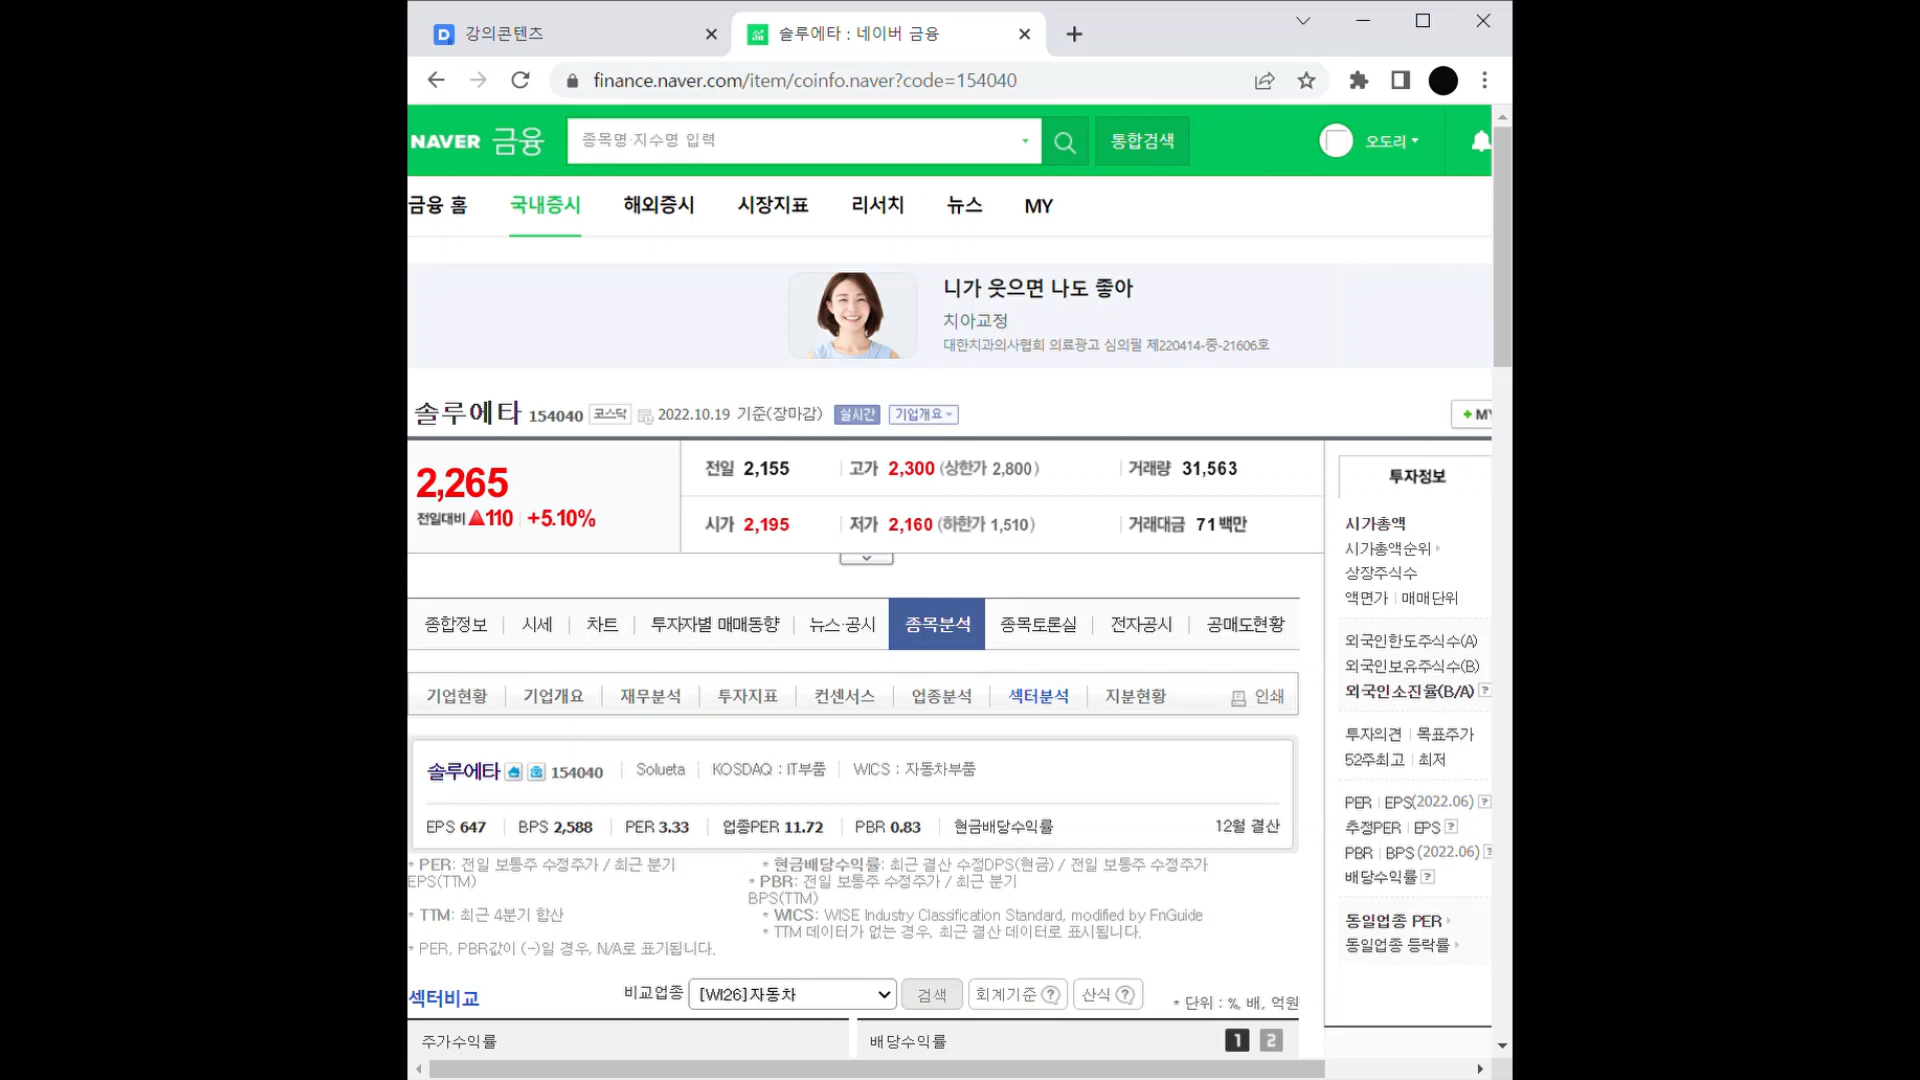 강의콘텐츠
솔루에타 : 네이버 금융
finance.naver.com/item/coinfo.naver?code=154040
NAVER 금융
종목명·지수명 입력
통합검색
오도리
금융 홈 국내증시 해외증시 시장지표 리서치 뉴스 MY
니가 웃으면 나도 좋아
치아교정
대한치과의사협회 의료광고 심의필 제220414-중-21606호
솔루에타 154040 코스닥 2022.10.19 기준(장마감) 실시간 기업개요
+ MY
2,265
전일대비 ▲110 +5.10%
전일 2,155 고가 2,300 (상한가 2,800) 거래량 31,563
시가 2,195 저가 2,160 (하한가 1,510) 거래대금 71 백만
종합정보 시세 차트 투자자별 매매동향 뉴스·공시 종목분석 종목토론실 전자공시 공매도현황
기업현황 기업개요 재무분석 투자지표 컨센서스 업종분석 섹터분석 지분현황 인쇄
솔루에타 154040 Solueta KOSDAQ : IT부품 WICS : 자동차부품
EPS 647 BPS 2,588 PER 3.33 업종PER 11.72 PBR 0.83 현금배당수익률 12월 결산
* PER: 전일 보통주 수정주가 / 최근 분기
EPS(TTM)
* TTM: 최근 4분기 합산
* PER, PBR값이 (-)일 경우, N/A로 표기됩니다.
* 현금배당수익률: 최근 결산 수정DPS(현금) / 전일 보통주 수정주가
* PBR: 전일 보통주 수정주가 / 최근 분기
BPS(TTM)
* WICS: WISE Industry Classification Standard, modified by FnGuide
* TTM 데이터가 없는 경우, 최근 결산 데이터로 표시됩니다.
섹터비교
비교업종 [WI26]자동차 검색 회계기준 ? 산식 ? * 단위 : %, 배, 억원
주가수익률
배당수익률 1 2
투자정보
시가총액
시가총액순위
상장주식수
액면가 매매단위
외국인한도주식수(A)
외국인보유주식수(B)
외국인소진율(B/A) ?
투자의견 목표주가
52주최고 최저
PER EPS(2022.06) ?
추정PER EPS ?
PBR BPS (2022.06) ?
배당수익률 ?
동일업종 PER
동일업종 등락률